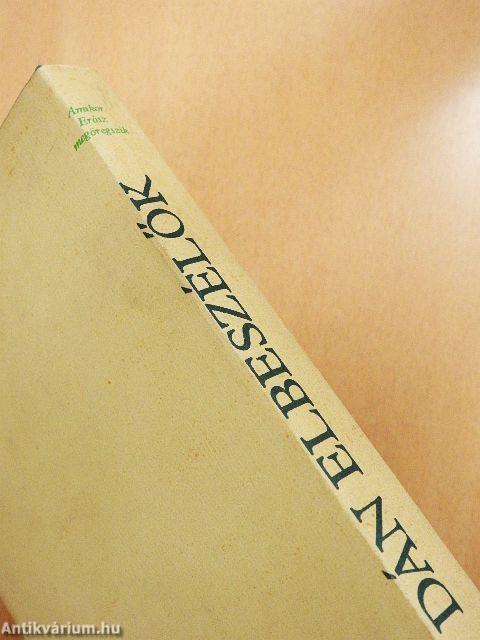 Amikor
Erósz
megöregszik
DÁN ELBESZÉLŐK
Antikvárium.hu